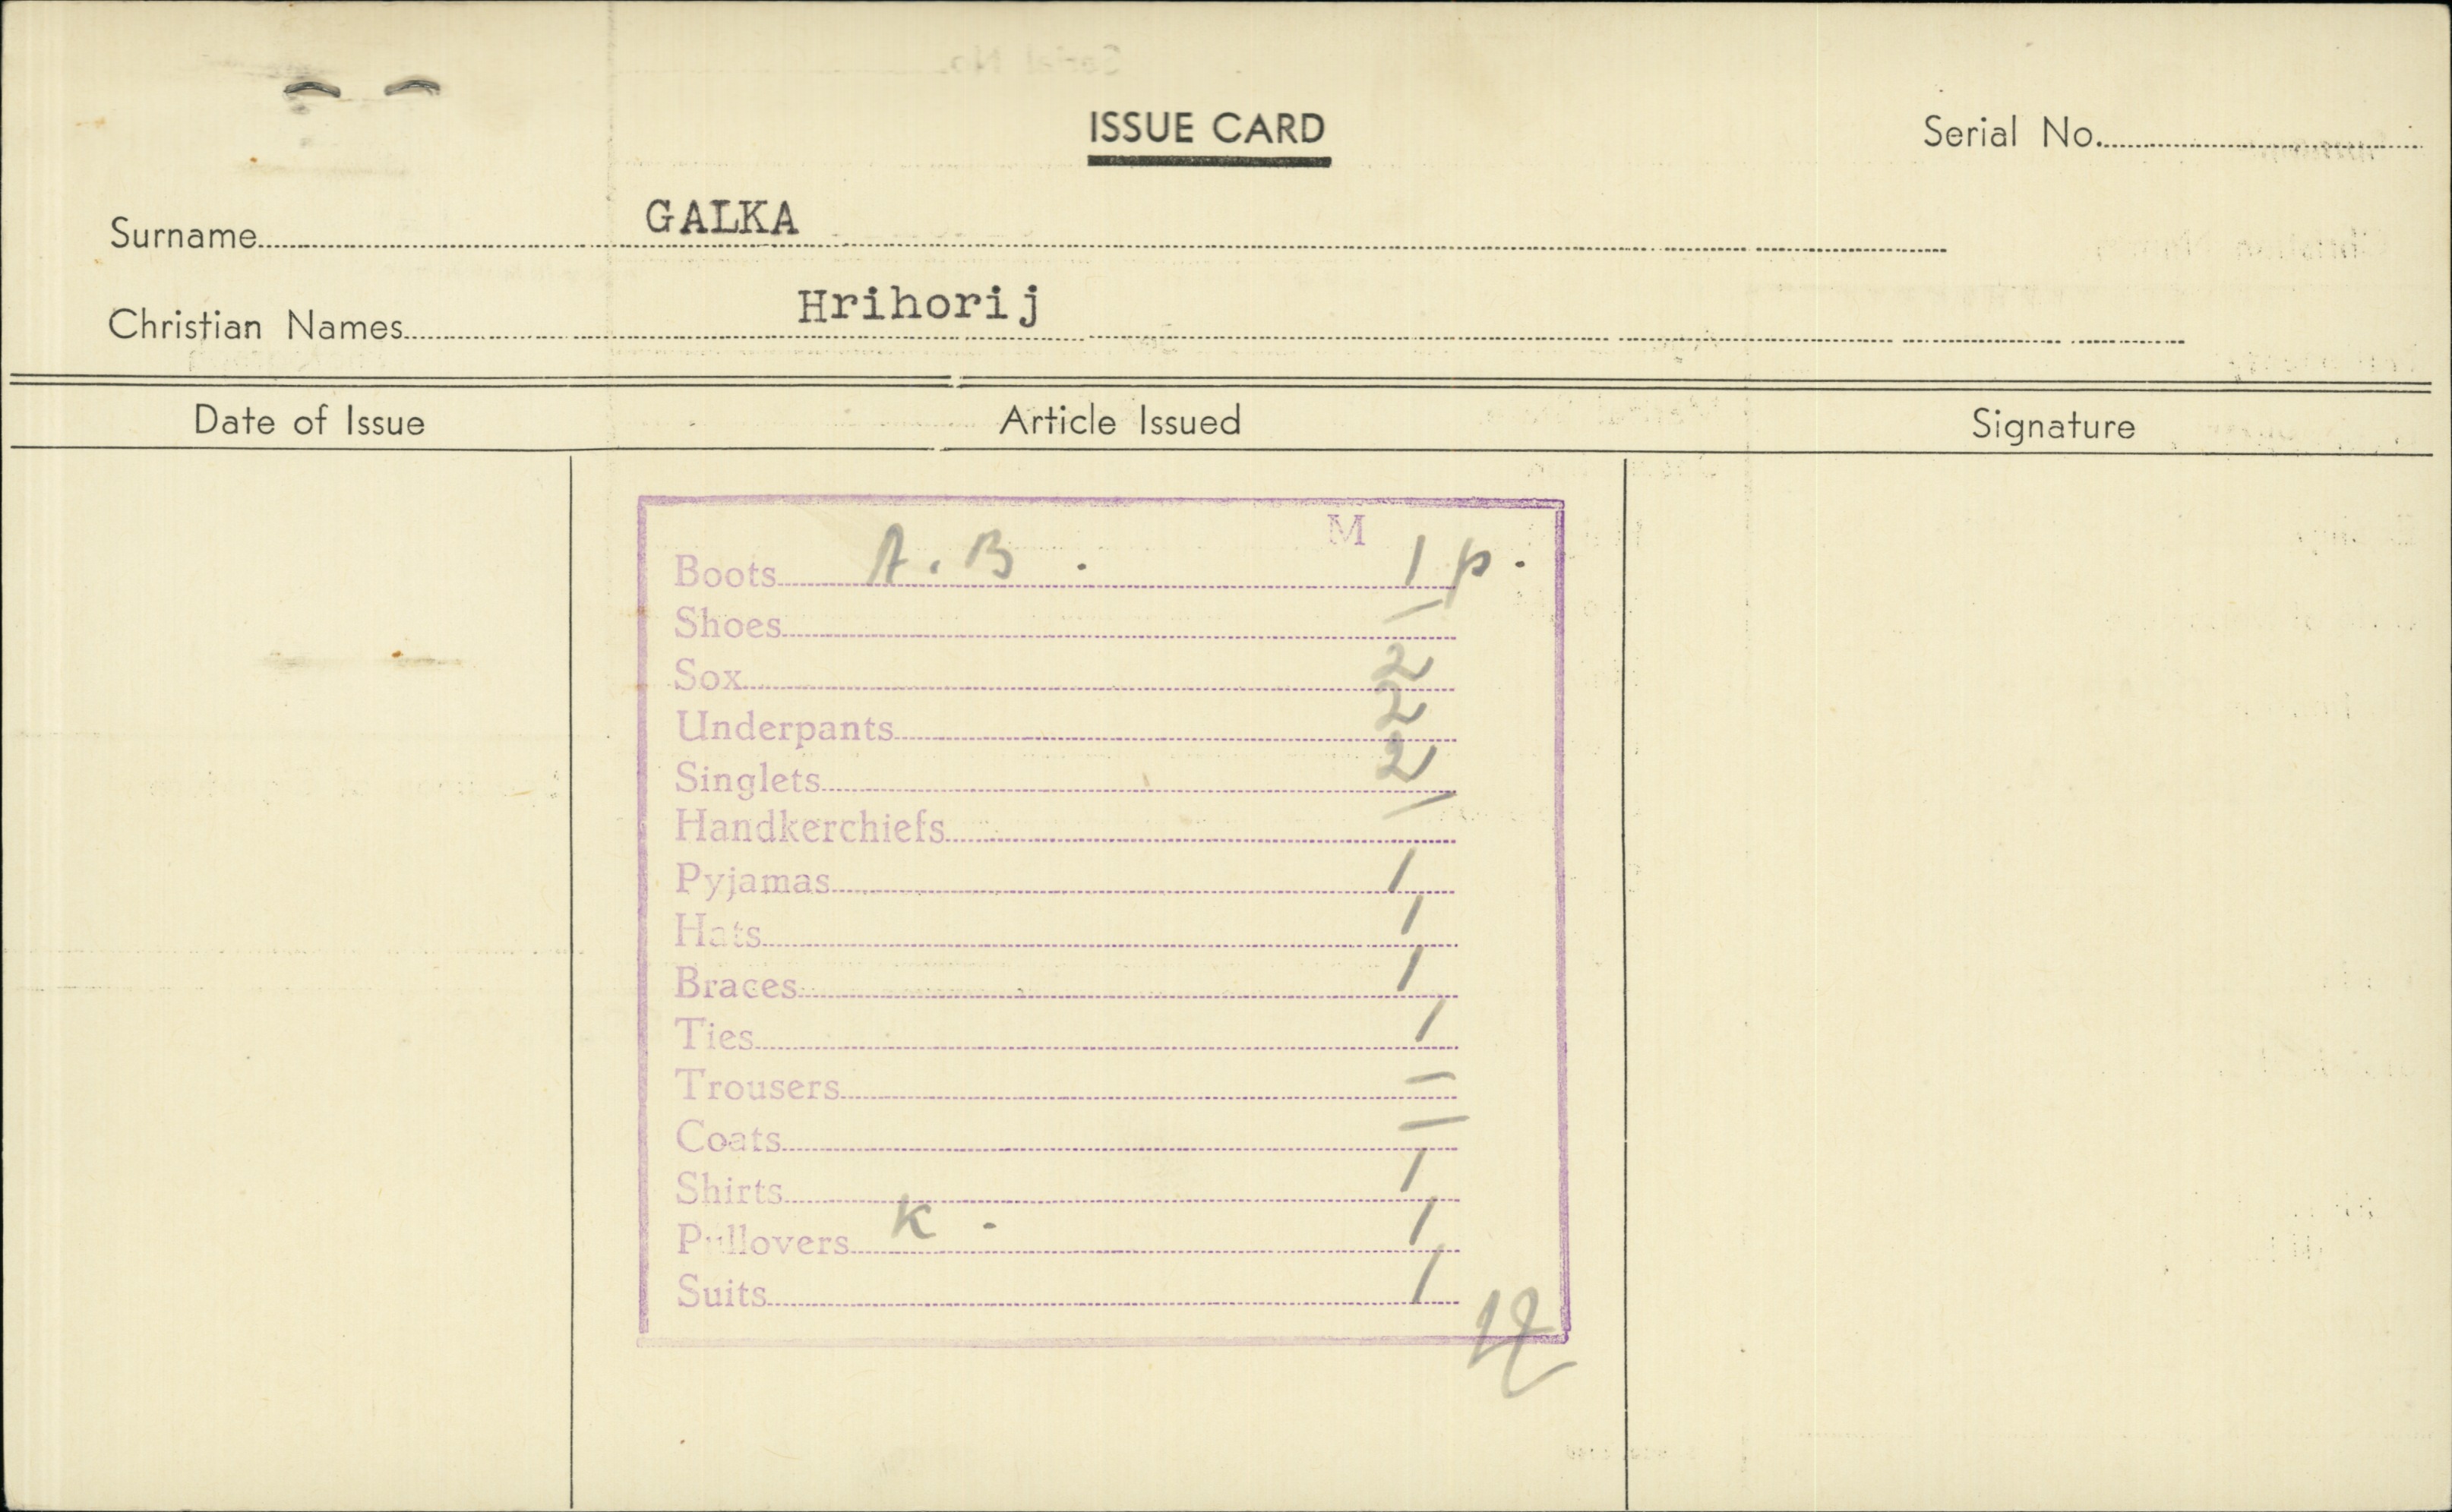 ISSUE CARD
Serial No.
Surname GALKA
Christian Names Hrihorij
Date of Issue Article Issued Signature
M
Boots A. B. 1 p.
Shoes /
Sox 2
Underpants 2
Singlets 2
Handkerchiefs /
Pyjamas 1
Hats 1
Braces 1
Ties 1
Trousers –
Coats –
Shirts 1
Pullovers K. 1
Suits 1